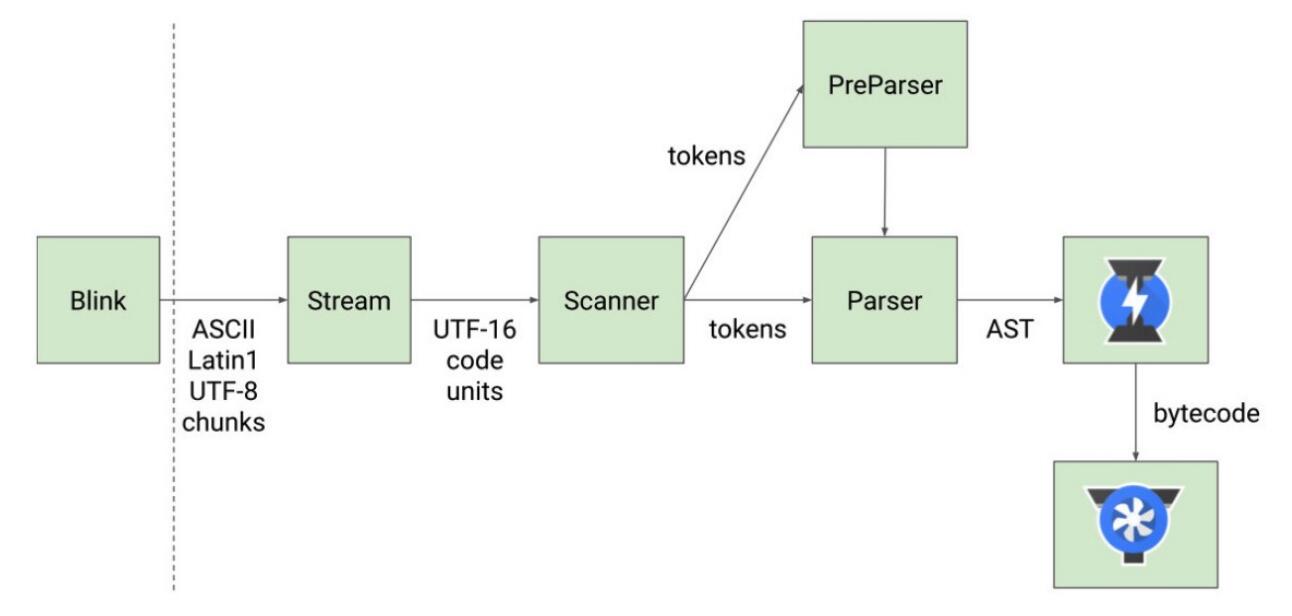 PreParser
tokens
Blink
Stream
Scanner
Parser
ASCII
Latin1
UTF-8
chunks
UTF-16
code
units
tokens
AST
bytecode